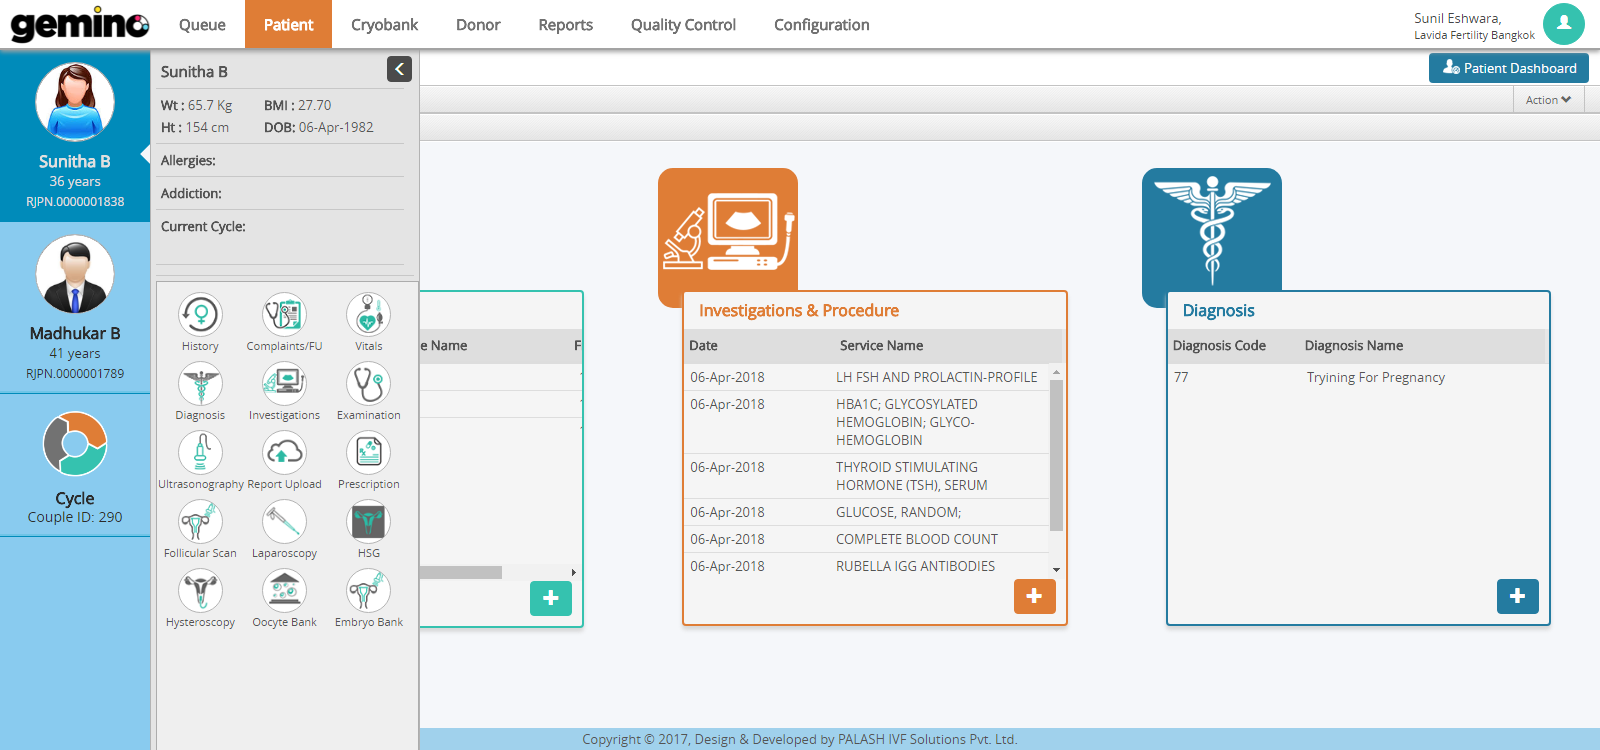 gemino
Queue
Patient
Cryobank
Donor
Reports
Quality Control
Configuration
Sunil Eshwara,
Lavida Fertility Bangkok
Sunitha B
36 years
RJPN.0000001838
Madhukar B
41 years
RJPN.0000001789
Cycle
Couple ID: 290
Sunitha B
Wt : 65.7 Kg BMI : 27.70
Ht : 154 cm DOB: 06-Apr-1982
Allergies:
Addiction:
Current Cycle:
History Complaints/FU Vitals
Diagnosis Investigations Examination
Ultrasonography Report Upload Prescription
Follicular Scan Laparoscopy HSG
Hysteroscopy Oocyte Bank Embryo Bank
Patient Dashboard
Action
e Name F
Investigations & Procedure
Date Service Name
06-Apr-2018 LH FSH AND PROLACTIN-PROFILE
06-Apr-2018 HBA1C; GLYCOSYLATED
HEMOGLOBIN; GLYCO-
HEMOGLOBIN
06-Apr-2018 THYROID STIMULATING
HORMONE (TSH), SERUM
06-Apr-2018 GLUCOSE, RANDOM;
06-Apr-2018 COMPLETE BLOOD COUNT
06-Apr-2018 RUBELLA IGG ANTIBODIES
Diagnosis
Diagnosis Code Diagnosis Name
77 Tryining For Pregnancy
Copyright © 2017, Design & Developed by PALASH IVF Solutions Pvt. Ltd.